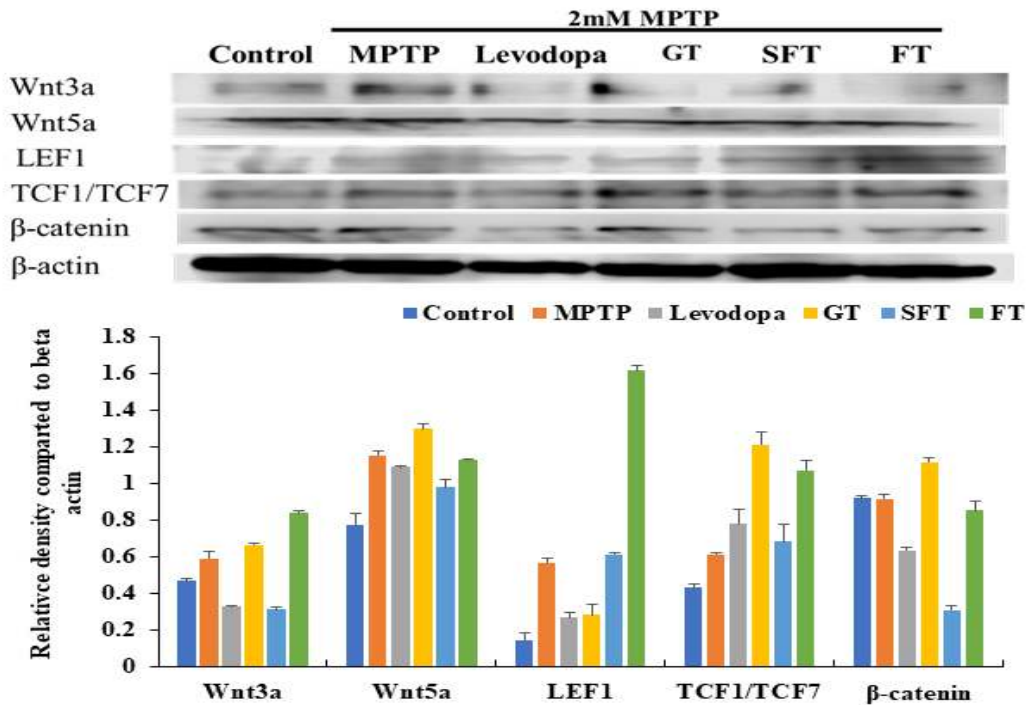 2mM MPTP
Control MPTP Levodopa GT SFT FT
Wnt3a
Wnt5a
LEF1
TCF1/TCF7
β-catenin
β-actin
Control MPTP Levodopa GT SFT FT
Relativce density comparted to beta
actin
1.8
1.6
1.4
1.2
1
0.8
0.6
0.4
0.2
0
Wnt3a Wnt5a LEF1 TCF1/TCF7 β-catenin